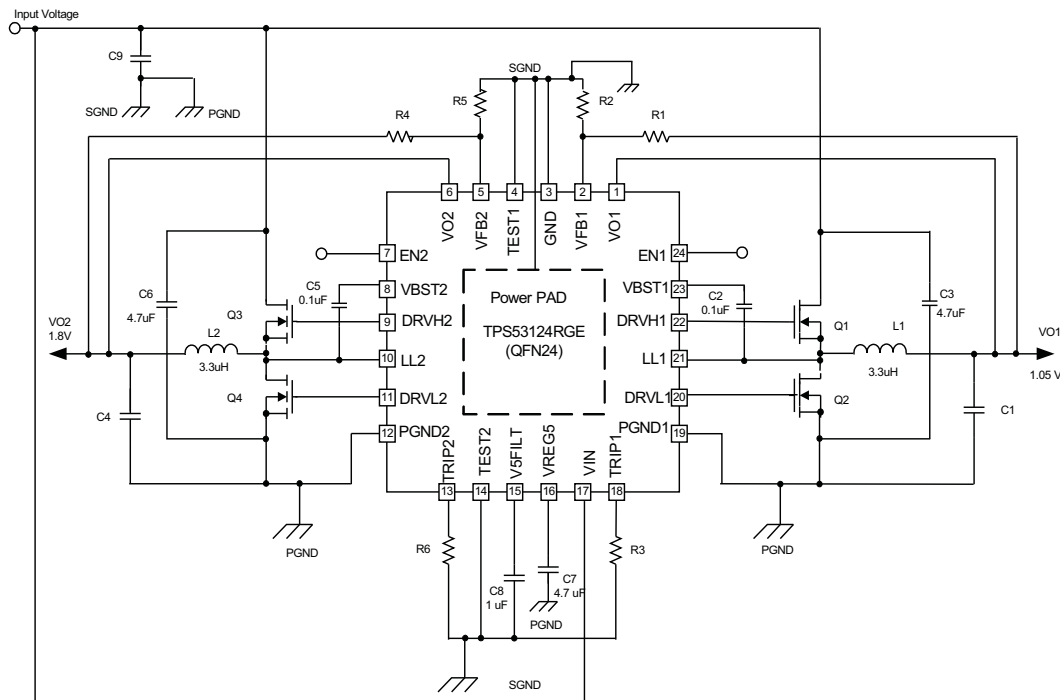 Input Voltage
C9
SGND
PGND
SGND
R5
R2
R4
R1
6
5
4
3
2
1
VO2
VFB2
TEST1
GND
VFB1
VO1
7
EN2
EN1
24
C6
4.7uF
C5
0.1uF
8
VBST2
VBST1
23
C2
0.1uF
C3
4.7uF
Power PAD
TPS53124RGE
(QFN24)
VO2
1.8V
Q3
9
DRVH2
DRVH1
22
Q1
L2
3.3uH
10
LL2
LL1
21
L1
3.3uH
VO1
1.05 V
C4
Q4
11
DRVL2
DRVL1
20
Q2
C1
12
PGND2
PGND1
19
TRIP2
TEST2
V5FILT
VREG5
VIN
TRIP1
13
14
15
16
17
18
PGND
PGND
R6
R3
C8
1 uF
C7
4.7 uF
PGND
SGND